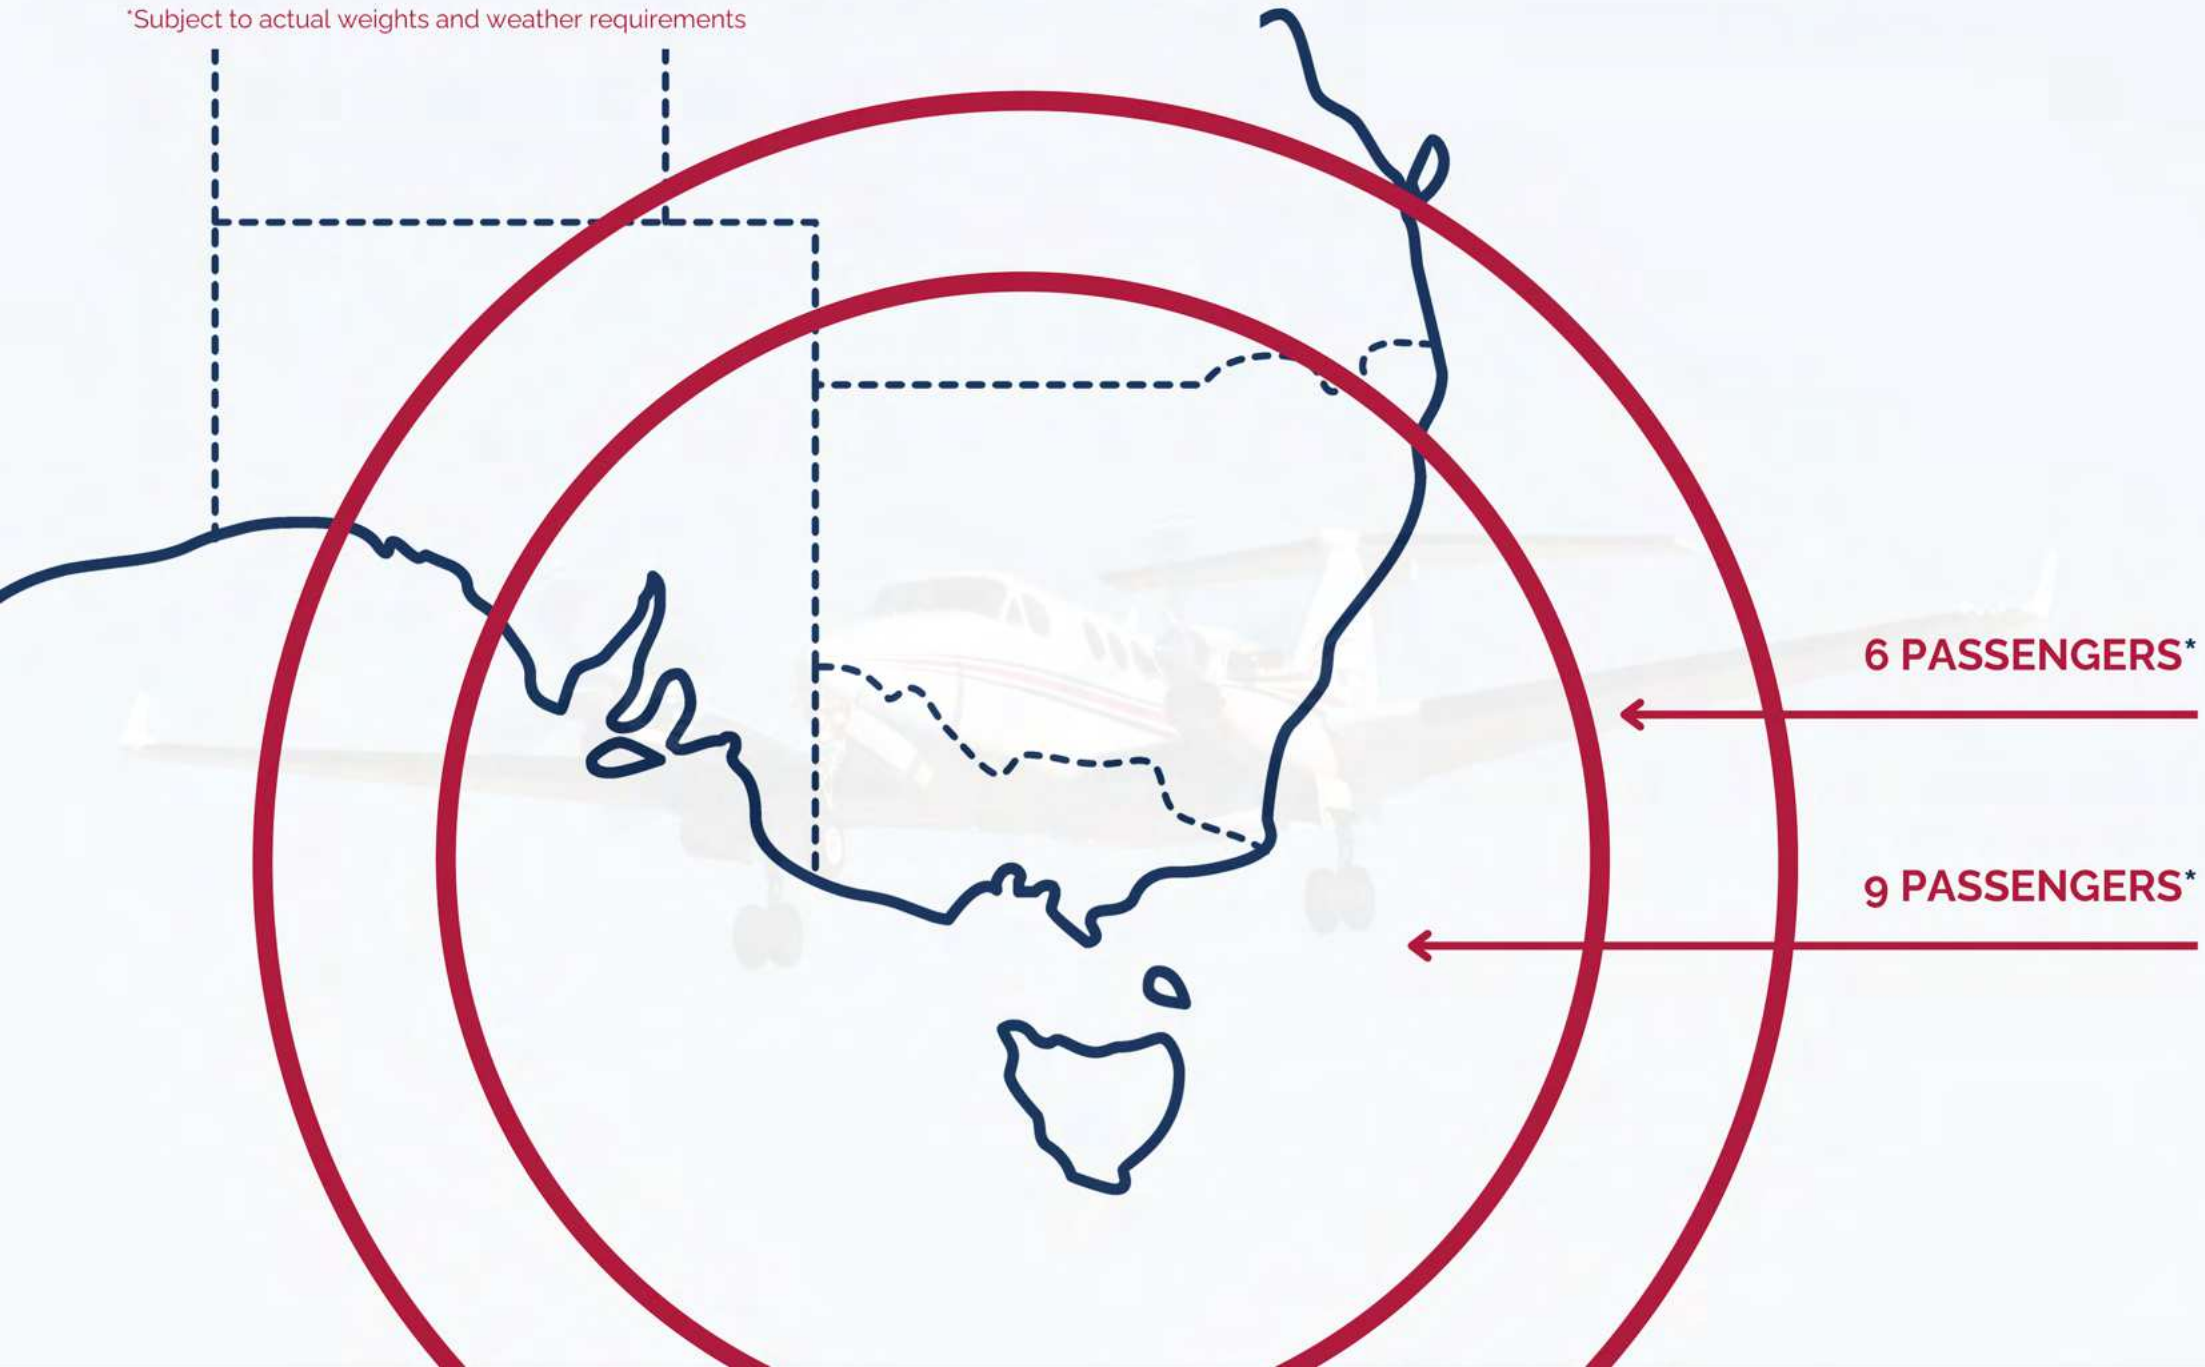 *Subject to actual weights and weather requirements
6 PASSENGERS*
9 PASSENGERS*